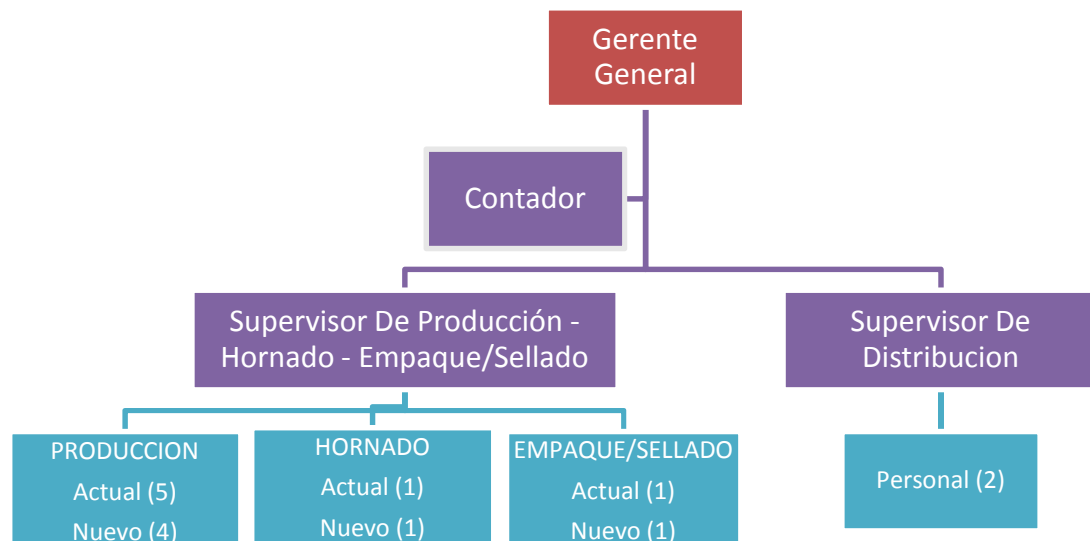 Gerente
General
Contador
Supervisor De Producción -
Hornado - Empaque/Sellado
Supervisor De
Distribucion
PRODUCCION
Actual (5)
Nuevo (4)
HORNADO
Actual (1)
Nuevo (1)
EMPAQUE/SELLADO
Actual (1)
Nuevo (1)
Personal (2)